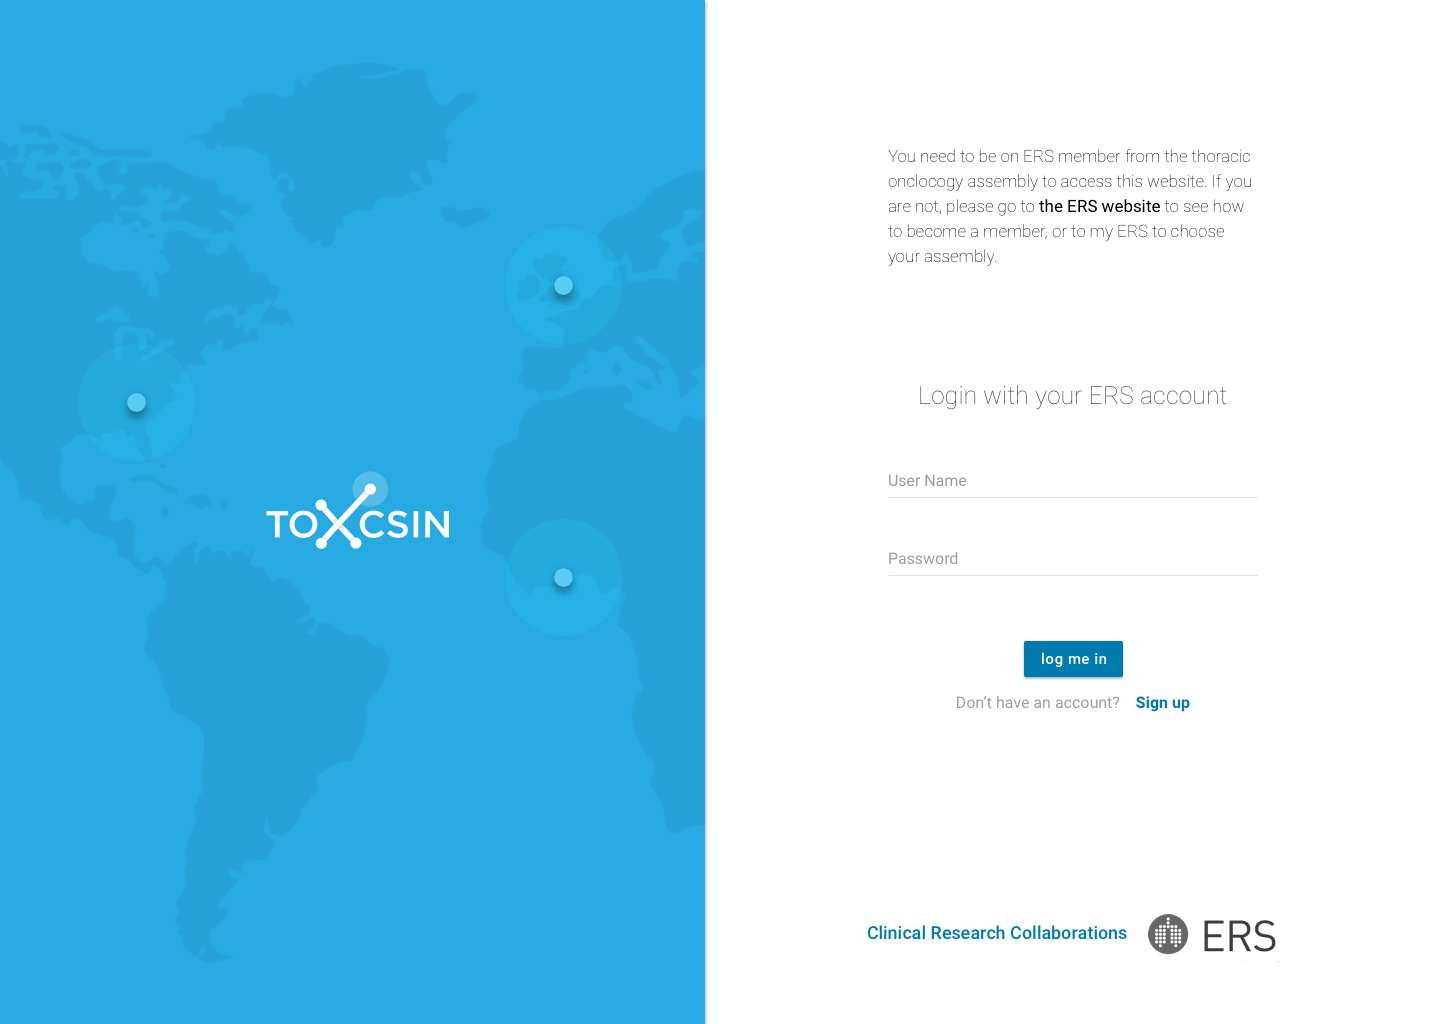 You need to be on ERS member from the thoracic
onclocogy assembly to access this website. If you
are not, please go to the ERS website to see how
to become a member, or to my ERS to choose
your assembly.
Login with your ERS account
User Name
TOXCSIN
Password
log me in
Don’t have an account? Sign up
Clinical Research Collaborations ERS